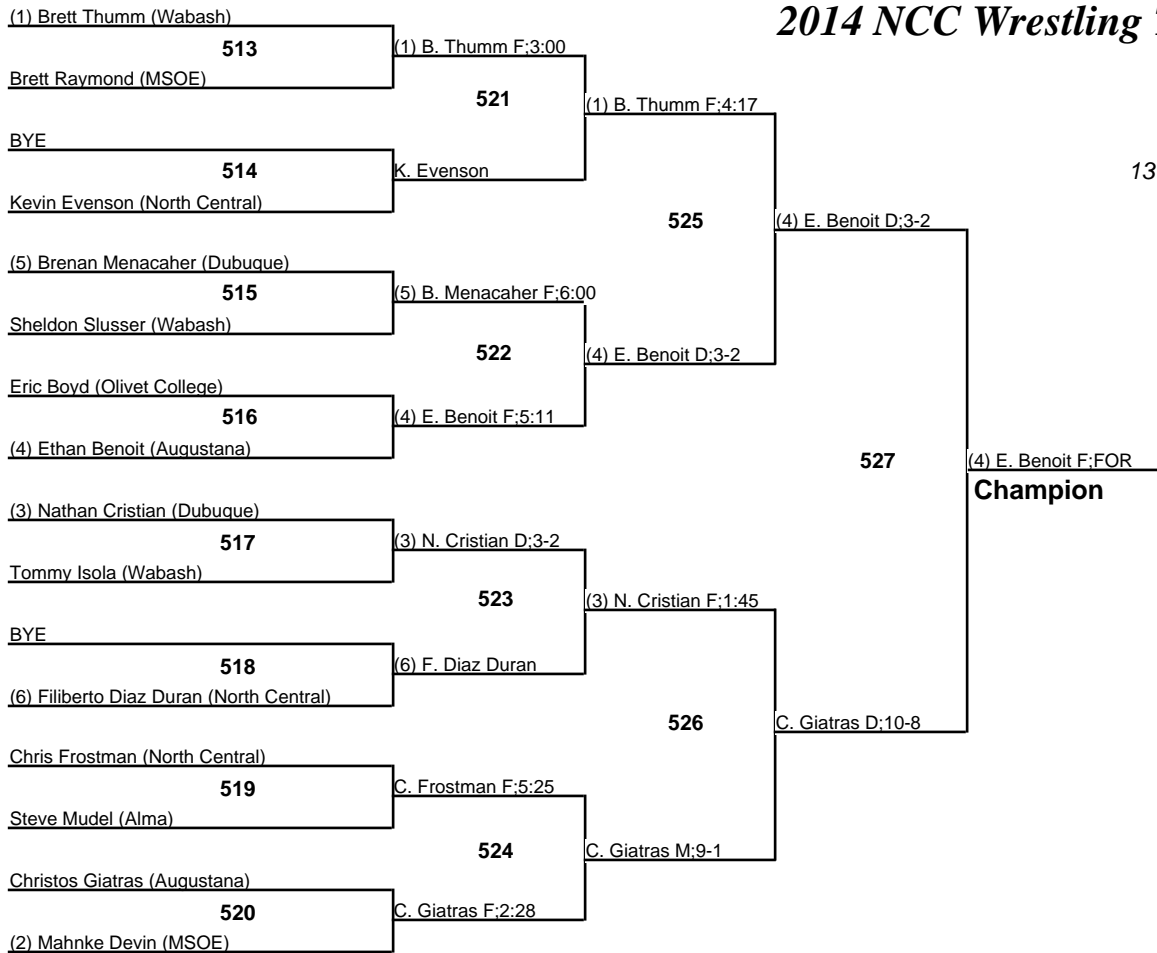 2014 NCC Wrestling
(1) Brett Thumm (Wabash)
513
(1) B. Thumm F;3:00
Brett Raymond (MSOE)
521
(1) B. Thumm F;4:17
BYE
514
K. Evenson
13
Kevin Evenson (North Central)
525
(4) E. Benoit D;3-2
(5) Brenan Menacaher (Dubuque)
515
(5) B. Menacaher F;6:00
Sheldon Slusser (Wabash)
522
(4) E. Benoit D;3-2
Eric Boyd (Olivet College)
516
(4) E. Benoit F;5:11
(4) Ethan Benoit (Augustana)
527
(4) E. Benoit F;FOR
Champion
(3) Nathan Cristian (Dubuque)
517
(3) N. Cristian D;3-2
Tommy Isola (Wabash)
523
(3) N. Cristian F;1:45
BYE
518
(6) F. Diaz Duran
(6) Filiberto Diaz Duran (North Central)
526
C. Giatras D;10-8
Chris Frostman (North Central)
519
C. Frostman F;5:25
Steve Mudel (Alma)
524
C. Giatras M;9-1
Christos Giatras (Augustana)
520
C. Giatras F;2:28
(2) Mahnke Devin (MSOE)